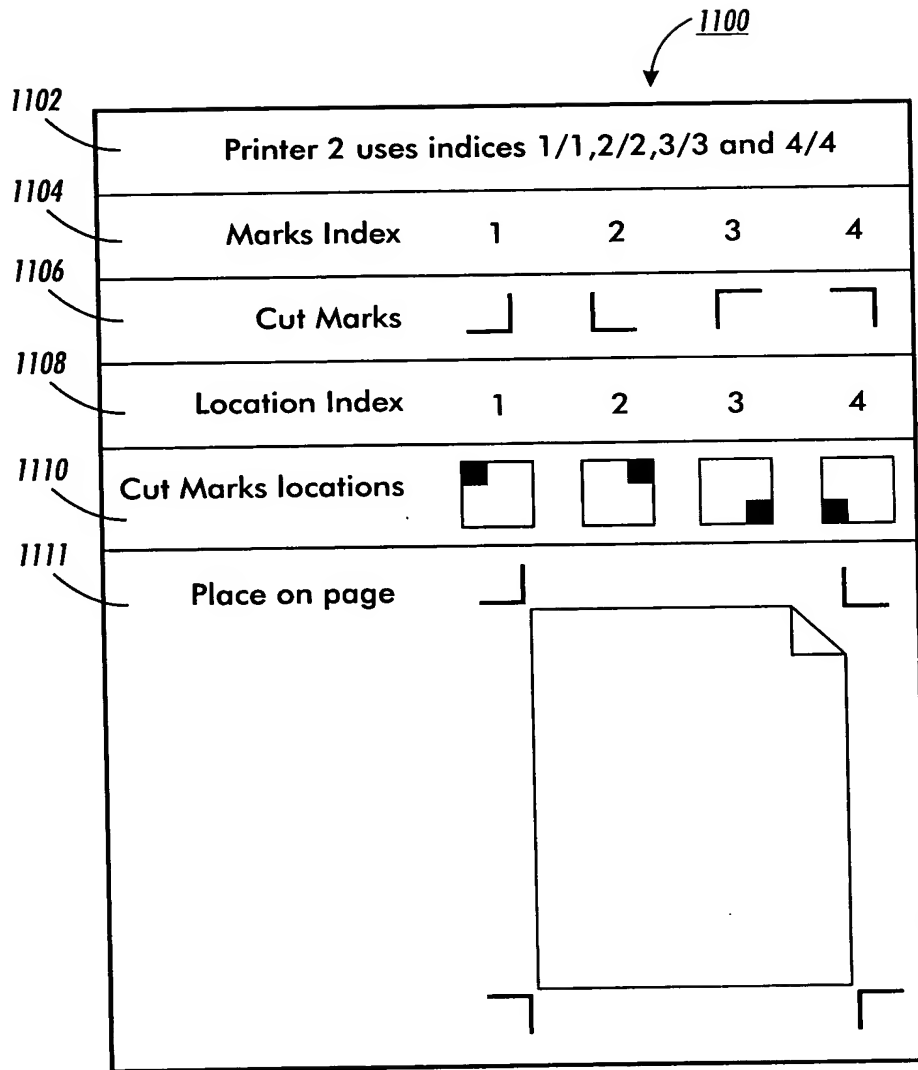 1100
1102
Printer 2 uses indices 1/1,2/2,3/3 and 4/4
1104
Marks Index 1 2 3 4
1106
Cut Marks
1108
Location Index 1 2 3 4
1110
Cut Marks locations
1111
Place on page